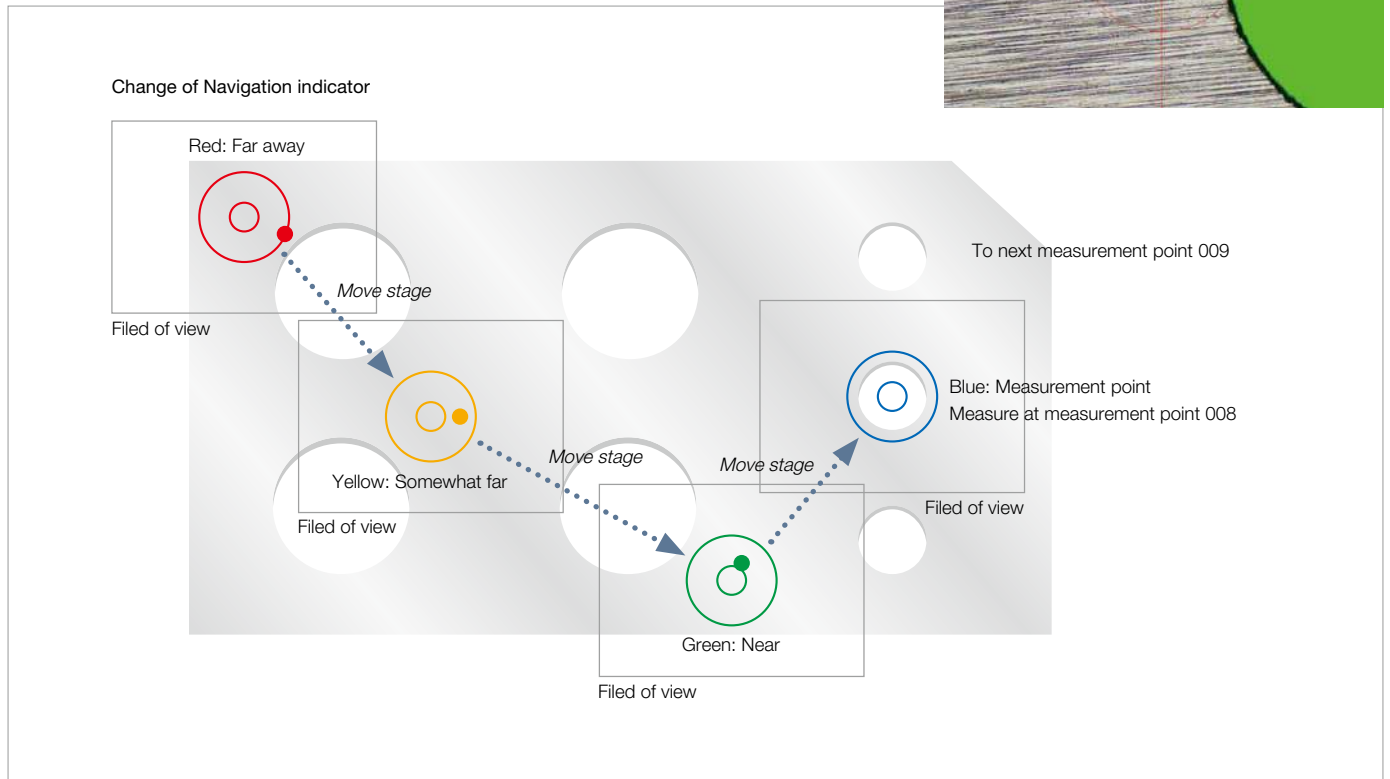 Change of Navigation indicator
Red: Far away
To next measurement point 009
Move stage
Filed of view
Blue: Measurement point
Measure at measurement point 008
Move stage
Move stage
Yellow: Somewhat far
Filed of view
Filed of view
Green: Near
Filed of view